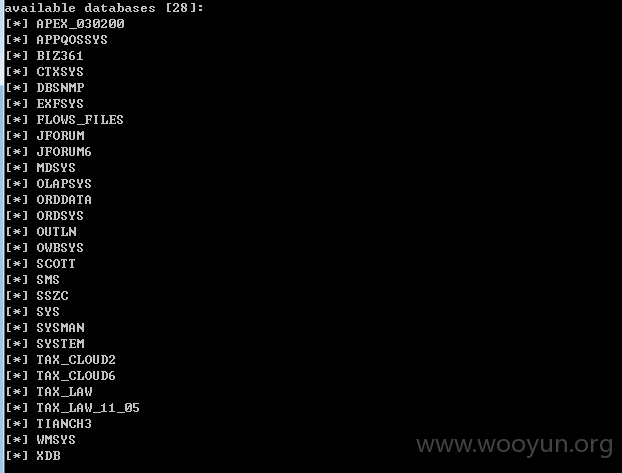 available databases [28]:
[*] APEX_030200
[*] APPQOSSYS
[*] BIZ361
[*] CTXSYS
[*] DBSNMP
[*] EXFSYS
[*] FLOWS_FILES
[*] JFORUM
[*] JFORUM6
[*] MDSYS
[*] OLAPSYS
[*] ORDDATA
[*] ORDSYS
[*] OUTLN
[*] OWBSYS
[*] SCOTT
[*] SMS
[*] SSZC
[*] SYS
[*] SYSMAN
[*] SYSTEM
[*] TAX_CLOUD2
[*] TAX_CLOUD6
[*] TAX_LAW
[*] TAX_LAW_11_05
[*] TIANCH3
[*] WMSYS
[*] XDB
www.wooyun.org